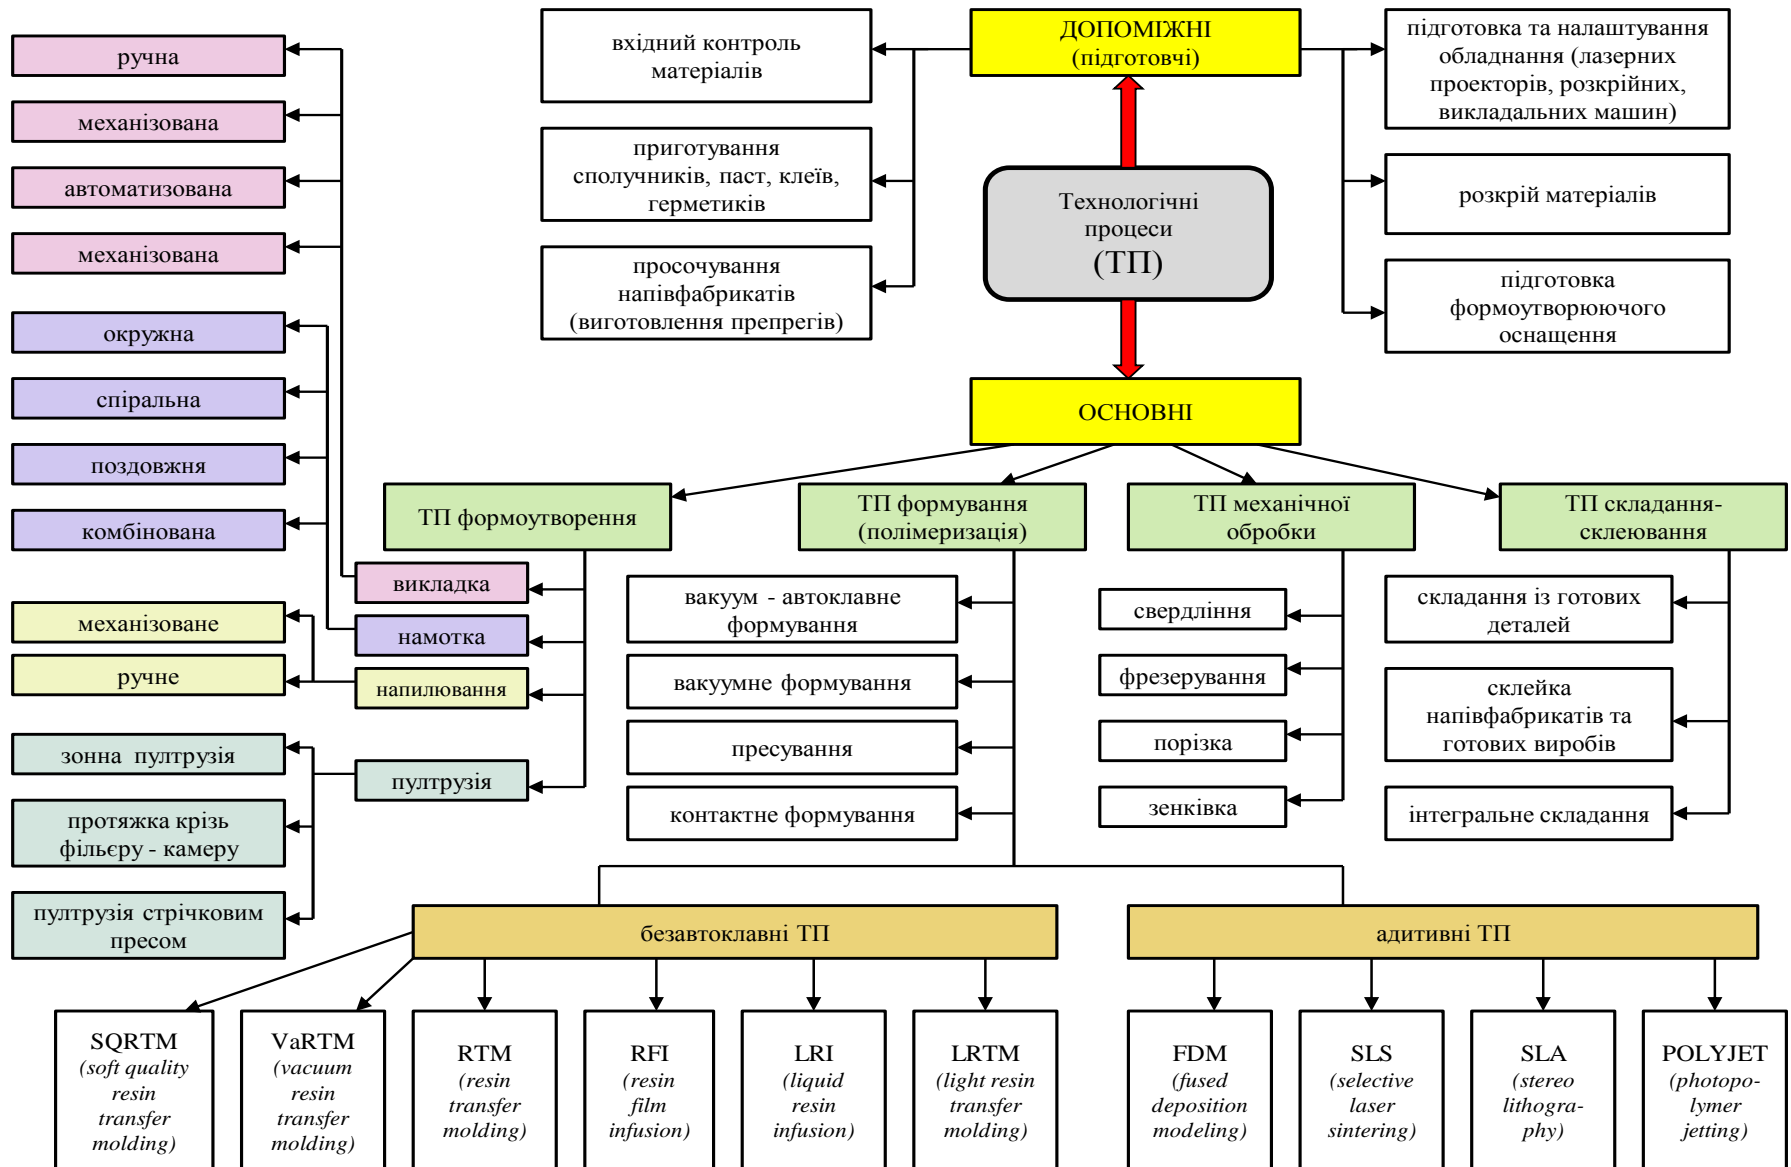 ДОПОМІЖНІ
(підготовчі)
вхідний контроль
матеріалів
приготування
сполучників, паст, клеїв,
герметиків
просочування
напівфабрикатів
(виготовлення препрегів)
підготовка та налаштування
обладнання (лазерних
проекторів, розкрійних,
викладальних машин)
розкрій матеріалів
підготовка
формоутворюючого
оснащення
Технологічні
процеси
(ТП)
ОСНОВНІ
ручна
механізована
автоматизована
механізована
окружна
спіральна
поздовжня
комбінована
механізоване
ручне
зонна пултрузія
протяжка крізь
фільєру - камеру
пултрузія стрічковим
пресом
ТП формоутворення
викладка
намотка
напилювання
пултрузія
ТП формування
(полімеризація)
вакуум - автоклавне
формування
вакуумне формування
пресування
контактне формування
ТП механічної
обробки
свердління
фрезерування
порізка
зенківка
ТП складання-
склеювання
складання із готових
деталей
склейка
напівфабрикатів та
готових виробів
інтегральне складання
безавтоклавні ТП
адитивні ТП
SQRTM
(soft quality
resin
transfer
molding)
VaRTM
(vacuum
resin
transfer
molding)
RTM
(resin
transfer
molding)
RFI
(resin
film
infusion)
LRI
(liquid
resin
infusion)
LRTM
(light resin
transfer
molding)
FDM
(fused
deposition
modeling)
SLS
(selective
laser
sintering)
SLA
(stereo
lithogra-
phy)
POLYJET
(photopo-
lymer
jetting)